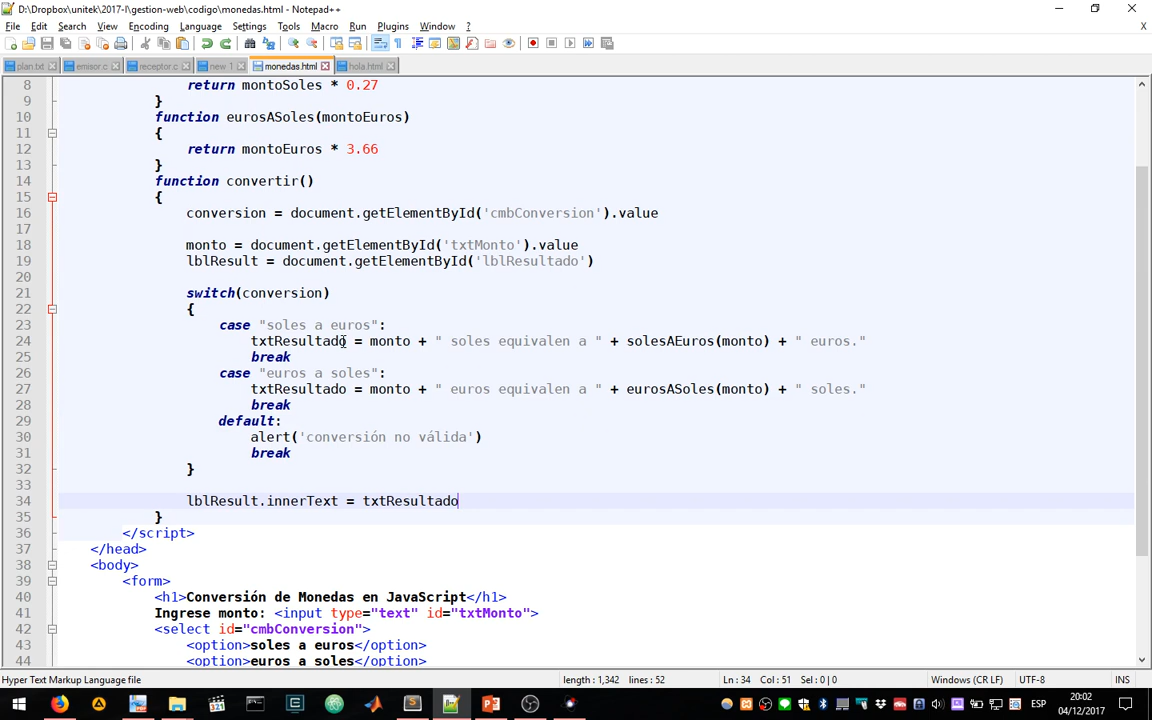 D:\Dropbox\unitek\2017-I\gestion-web\codigo\monedas.html - Notepad++
File Edit Search View Encoding Language Settings Tools Macro Run Plugins Window ?
X
plan.txt emisor.c receptor.c new 1 monedas.html hola.html
8 return montoSoles * 0.27
9 }
10 function eurosASoles(montoEuros)
11 {
12 return montoEuros * 3.66
13 }
14 function convertir()
15 {
16 conversion = document.getElementById('cmbConversion').value
17
18 monto = document.getElementById('txtMonto').value
19 lblResult = document.getElementById('lblResultado')
20
21 switch(conversion)
22 {
23 case "soles a euros":
24 txtResultado = monto + " soles equivalen a " + solesAEuros(monto) + " euros."
25 break
26 case "euros a soles":
27 txtResultado = monto + " euros equivalen a " + eurosASoles(monto) + " soles."
28 break
29 default:
30 alert('conversión no válida')
31 break
32 }
33
34 lblResult.innerText = txtResultado
35 }
36 </script>
37 </head>
38 <body>
39 <form>
40 <h1>Conversión de Monedas en JavaScript</h1>
41 Ingrese monto: <input type="text" id="txtMonto">
42 <select id="cmbConversion">
43 <option>soles a euros</option>
44 <option>euros a soles</option>
Hyper Text Markup Language file length : 1,342 lines : 52 Ln : 34 Col : 51 Sel : 0 | 0 Windows (CR LF) UTF-8 INS
ESP
20:02
04/12/2017